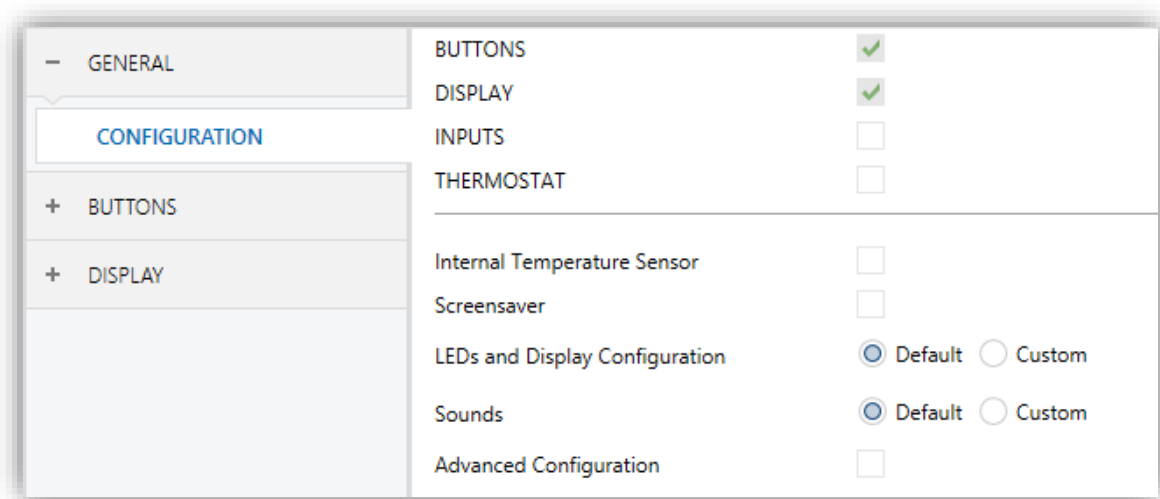 − GENERAL
CONFIGURATION
+ BUTTONS
+ DISPLAY
BUTTONS
DISPLAY
INPUTS
THERMOSTAT
Internal Temperature Sensor
Screensaver
LEDs and Display Configuration Default Custom
Sounds Default Custom
Advanced Configuration